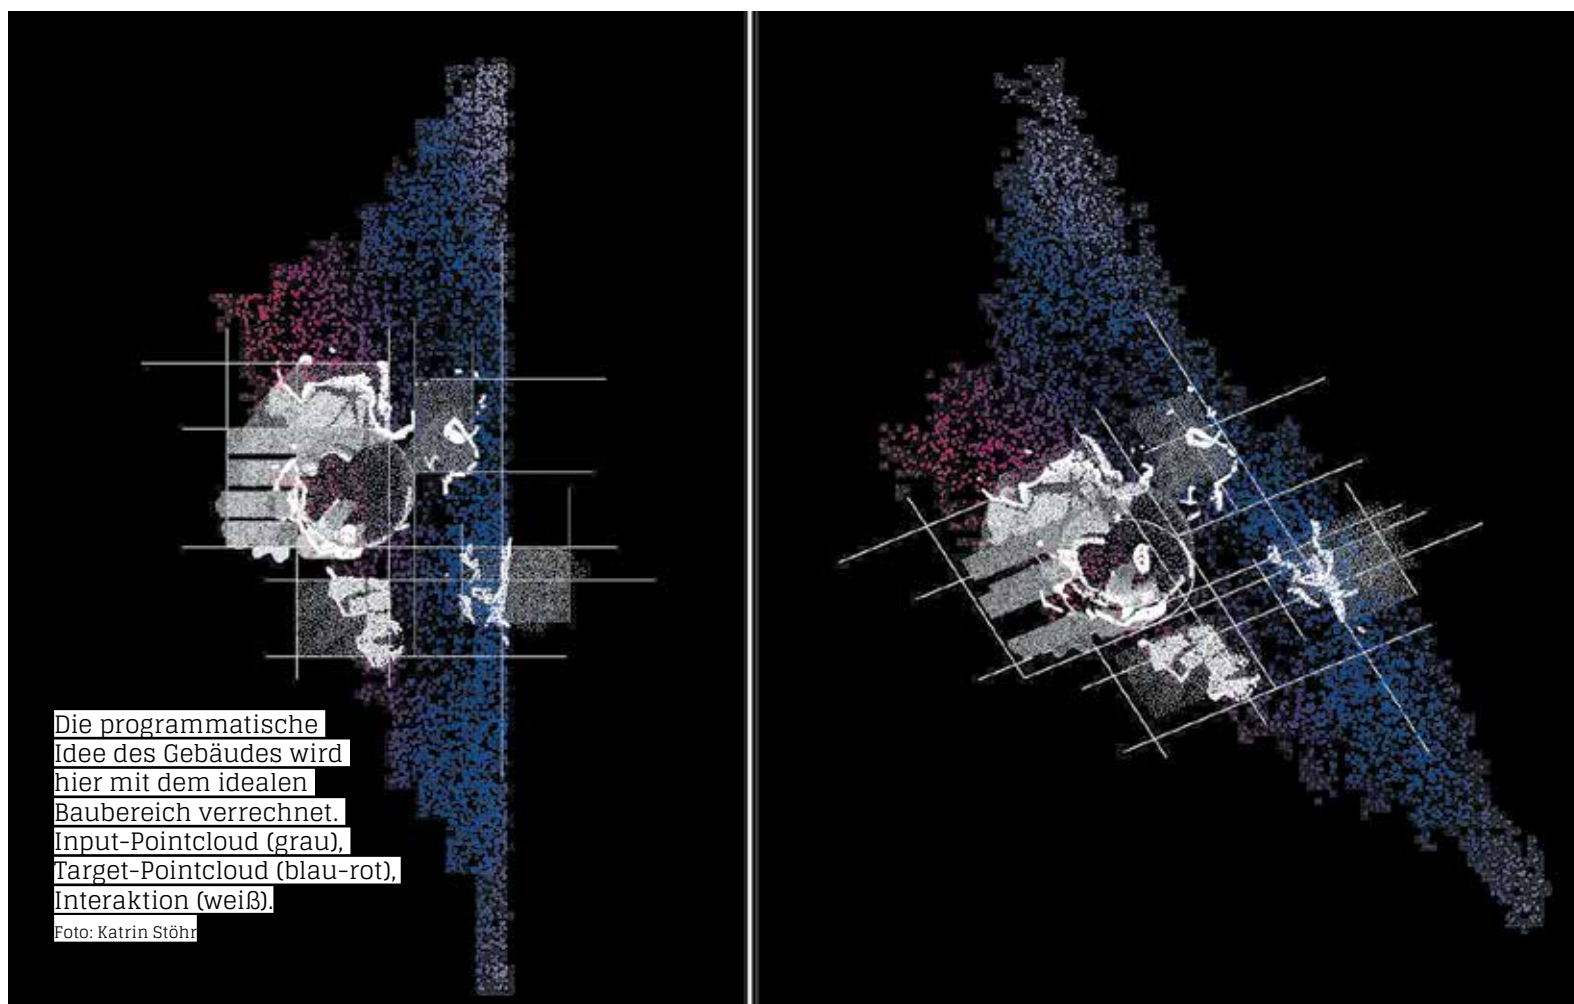 Die programmatische
Idee des Gebäudes wird
hier mit dem idealen
Baubereich verrechnet.
Input-Pointcloud (grau),
Target-Pointcloud (blau-rot),
Interaktion (weiß).
Foto: Katrin Stöhr